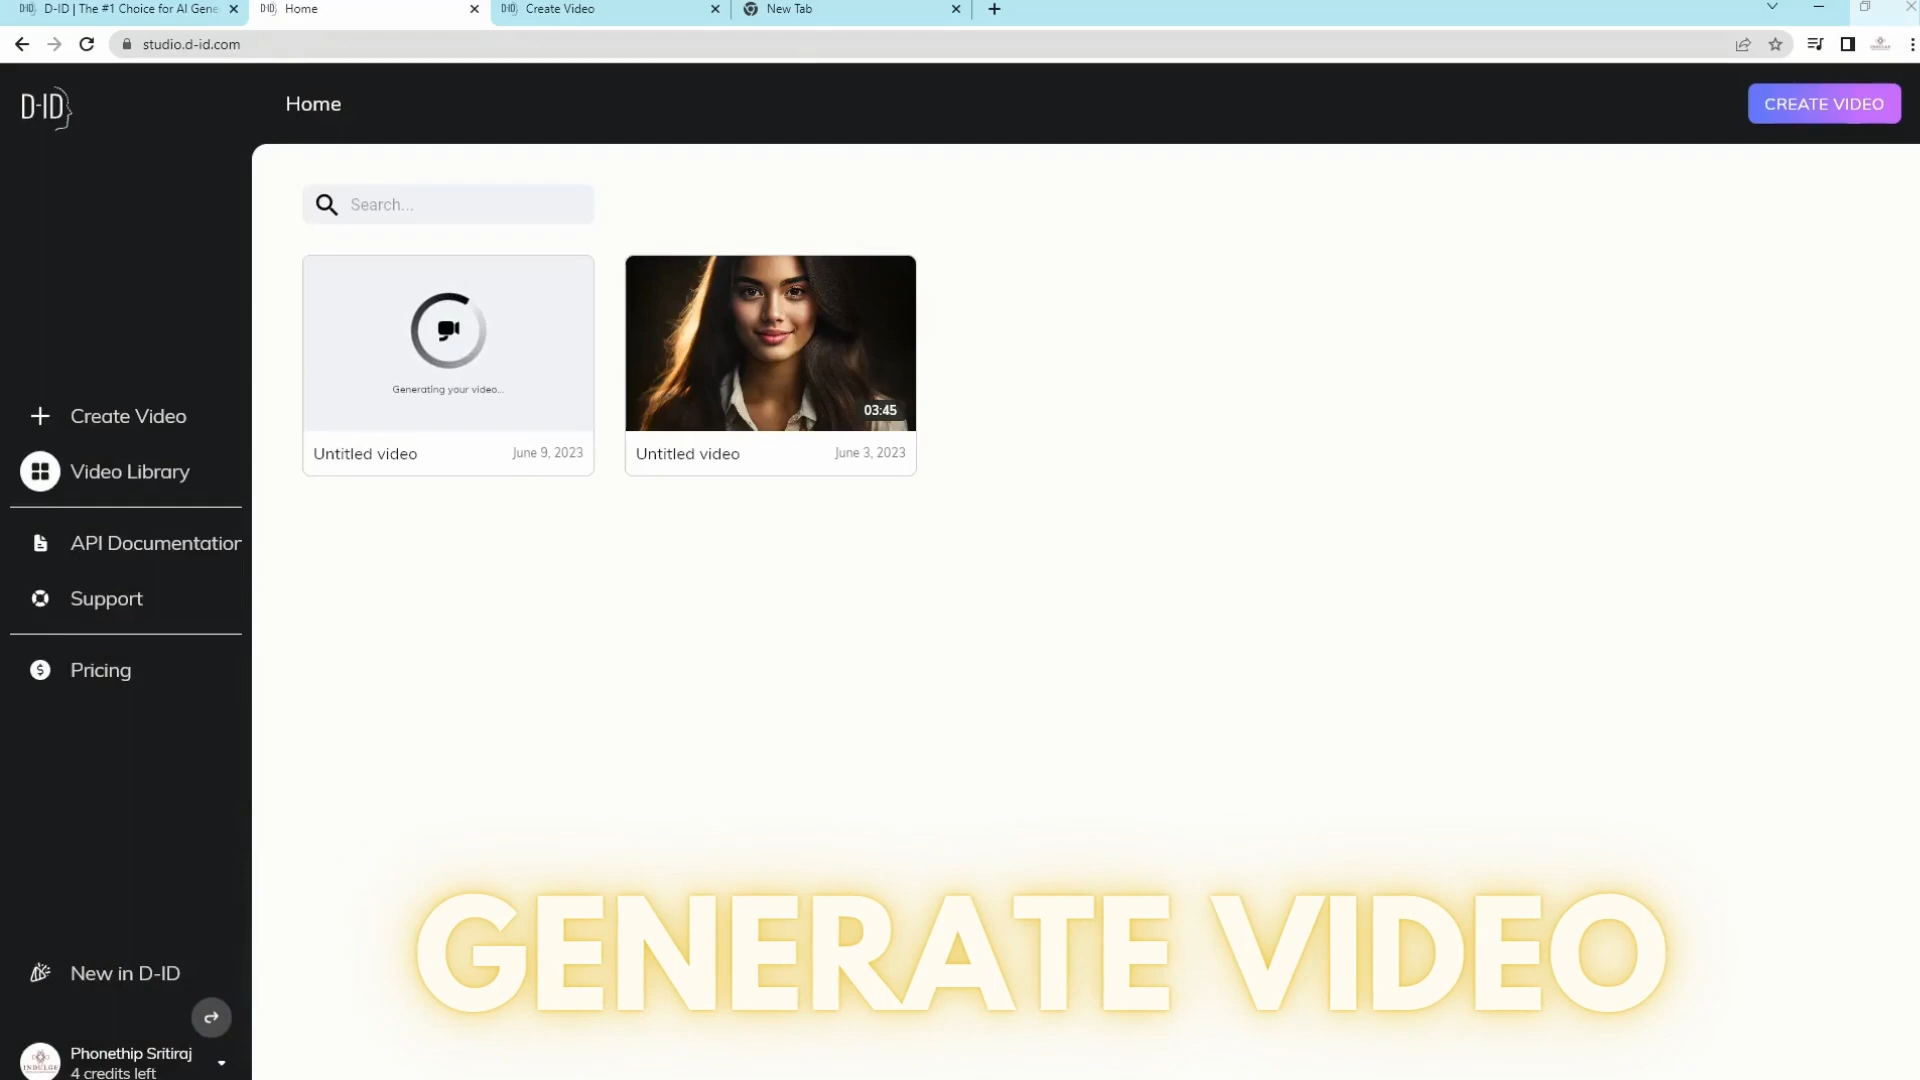 D-ID | The #1 Choice for AI Gene
Home
Create Video
New Tab
studio.d-id.com
D-ID
Home
CREATE VIDEO
Search...
Generating your video...
03:45
Untitled video
June 9, 2023
Untitled video
June 3, 2023
Create Video
Video Library
API Documentation
Support
Pricing
GENERATE VIDEO
New in D-ID
Phonethip Sritiraj
4 credits left
INDULGE